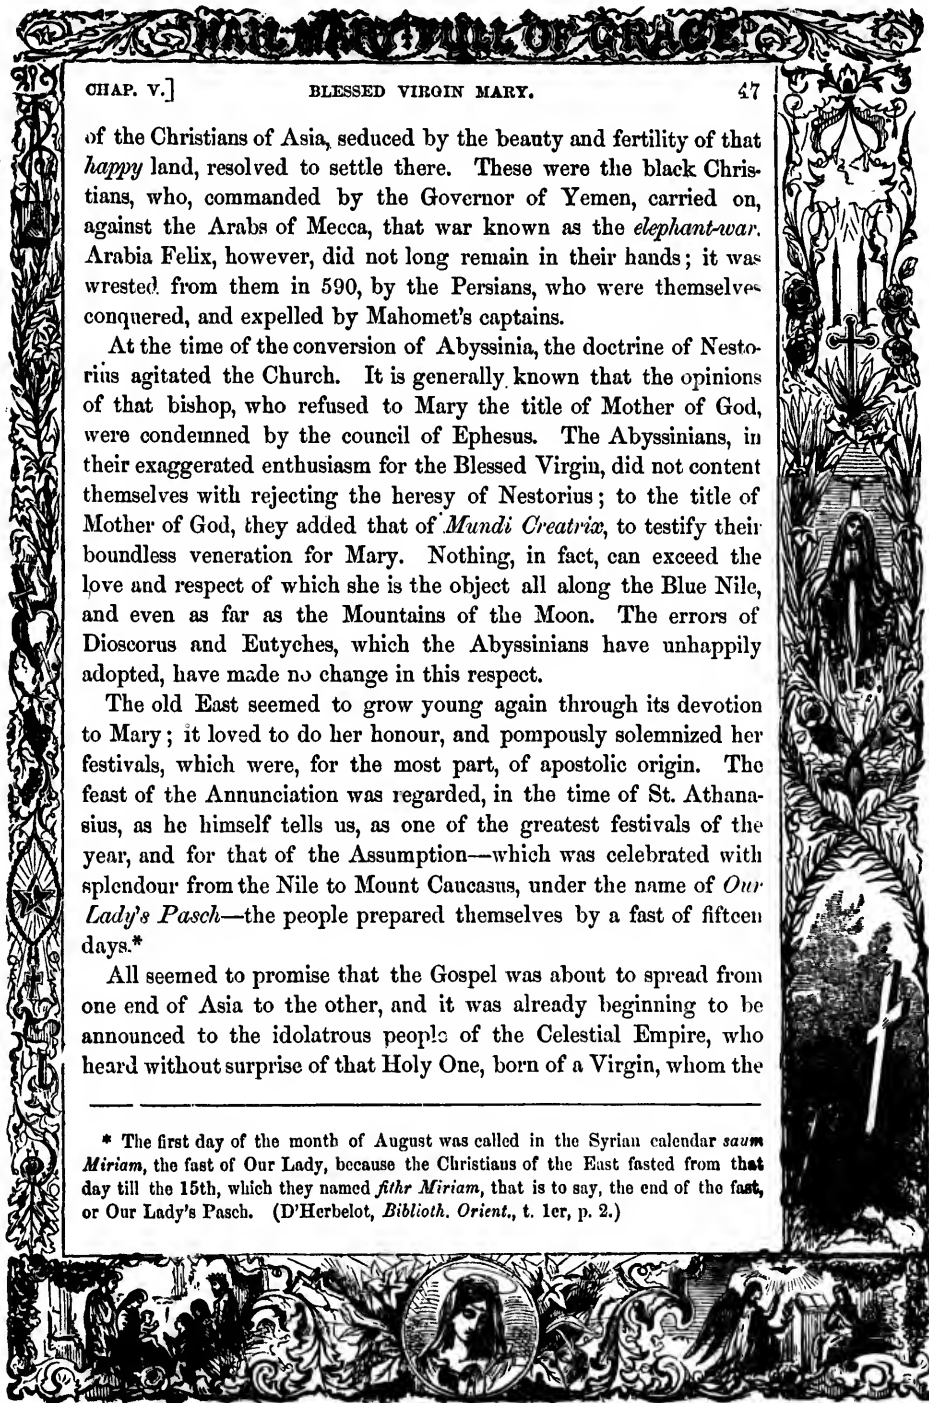 HAIL MARY FULL OF GRACE
CHAP. V.] BLESSED VIRGIN MARY. 47
of the Christians of Asia, seduced by the beauty and fertility of that
happy land, resolved to settle there. These were the black Chris-
tians, who, commanded by the Governor of Yemen, carried on,
against the Arabs of Mecca, that war known as the elephant-war.
Arabia Felix, however, did not long remain in their hands; it was
wrested from them in 590, by the Persians, who were themselves
conquered, and expelled by Mahomet's captains.
At the time of the conversion of Abyssinia, the doctrine of Nesto-
rius agitated the Church. It is generally known that the opinions
of that bishop, who refused to Mary the title of Mother of God,
were condemned by the council of Ephesus. The Abyssinians, in
their exaggerated enthusiasm for the Blessed Virgin, did not content
themselves with rejecting the heresy of Nestorius; to the title of
Mother of God, they added that of Mundi Creatrix, to testify their
boundless veneration for Mary. Nothing, in fact, can exceed the
love and respect of which she is the object all along the Blue Nile,
and even as far as the Mountains of the Moon. The errors of
Dioscorus and Eutyches, which the Abyssinians have unhappily
adopted, have made no change in this respect.
The old East seemed to grow young again through its devotion
to Mary; it loved to do her honour, and pompously solemnized her
festivals, which were, for the most part, of apostolic origin. The
feast of the Annunciation was regarded, in the time of St. Athana-
sius, as he himself tells us, as one of the greatest festivals of the
year, and for that of the Assumption—which was celebrated with
splendour from the Nile to Mount Caucasus, under the name of Our
Lady's Pasch—the people prepared themselves by a fast of fifteen
days.*
All seemed to promise that the Gospel was about to spread from
one end of Asia to the other, and it was already beginning to be
announced to the idolatrous people of the Celestial Empire, who
heard without surprise of that Holy One, born of a Virgin, whom the
* The first day of the month of August was called in the Syrian calendar saum
Miriam, the fast of Our Lady, because the Christians of the East fasted from that
day till the 15th, which they named fithr Miriam, that is to say, the end of the fast,
or Our Lady's Pasch. (D'Herbelot, Biblioth. Orient., t. 1er, p. 2.)